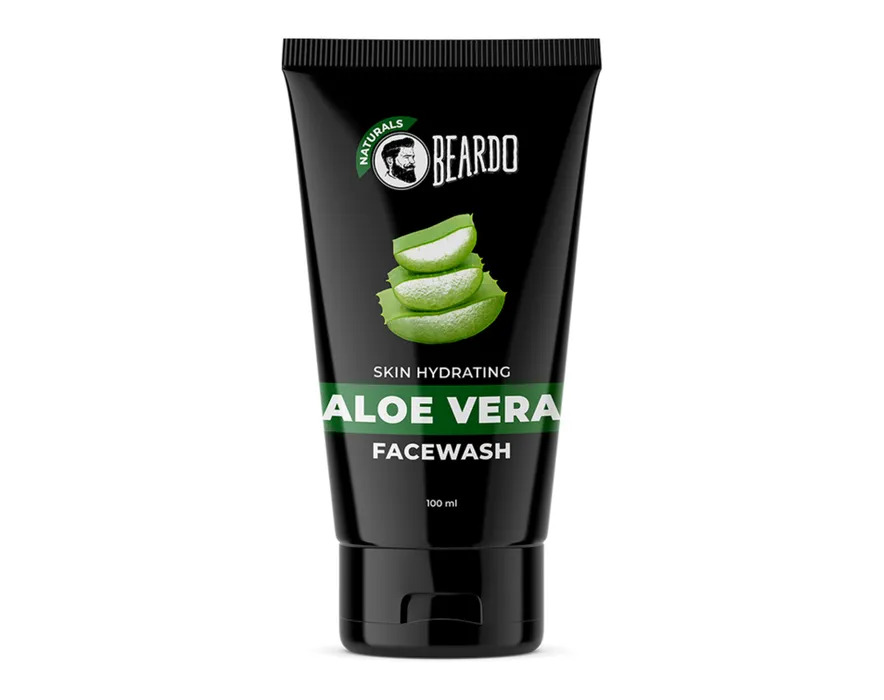 NATURALS
BEARDO
SKIN HYDRATING
ALOE VERA
FACEWASH
100 ml